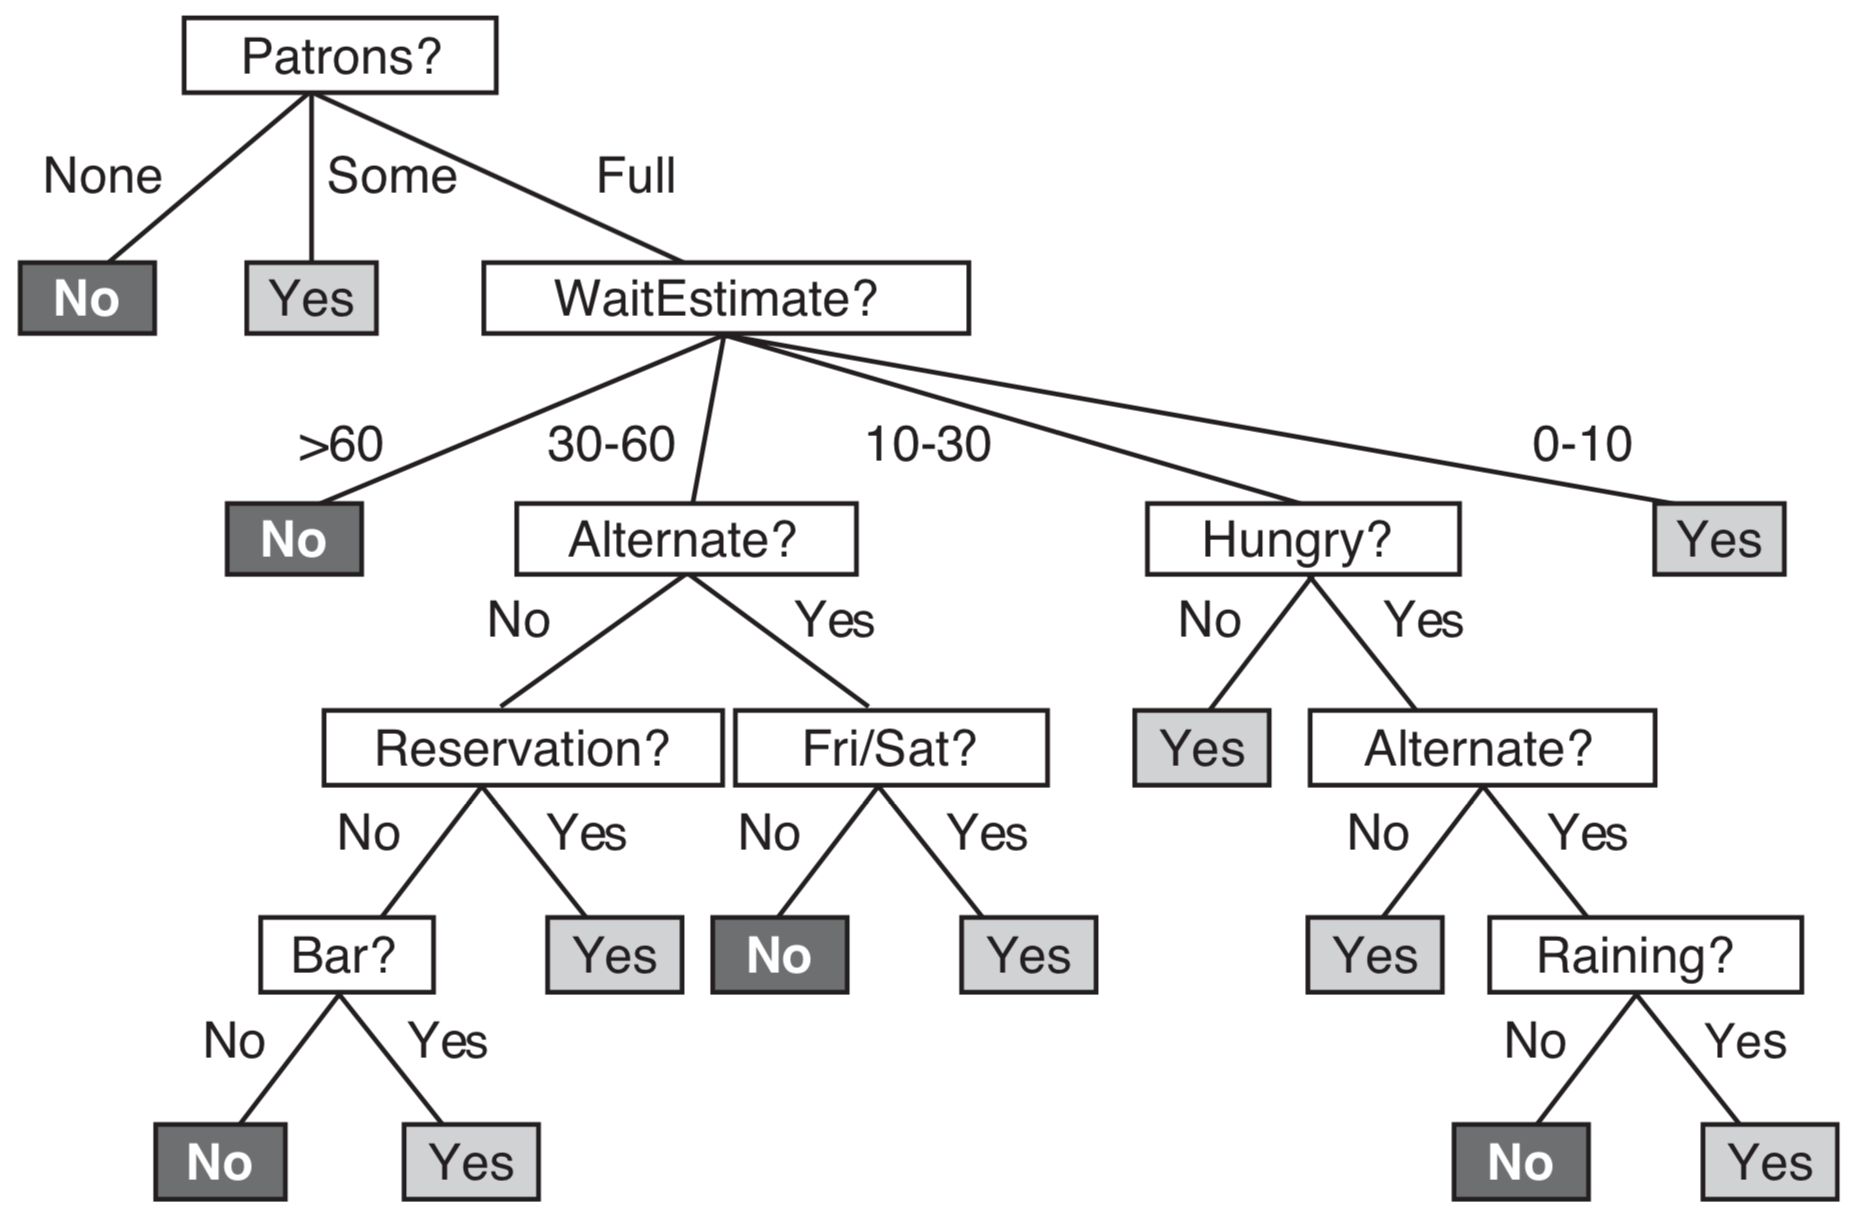 Patrons?
None Some Full
No Yes WaitEstimate?
>60 30-60 10-30 0-10
No Alternate? Hungry? Yes
No Yes No Yes
Reservation? Fri/Sat? Yes Alternate?
No Yes No Yes No Yes
Bar? Yes No Yes Yes Raining?
No Yes No Yes
No Yes No Yes